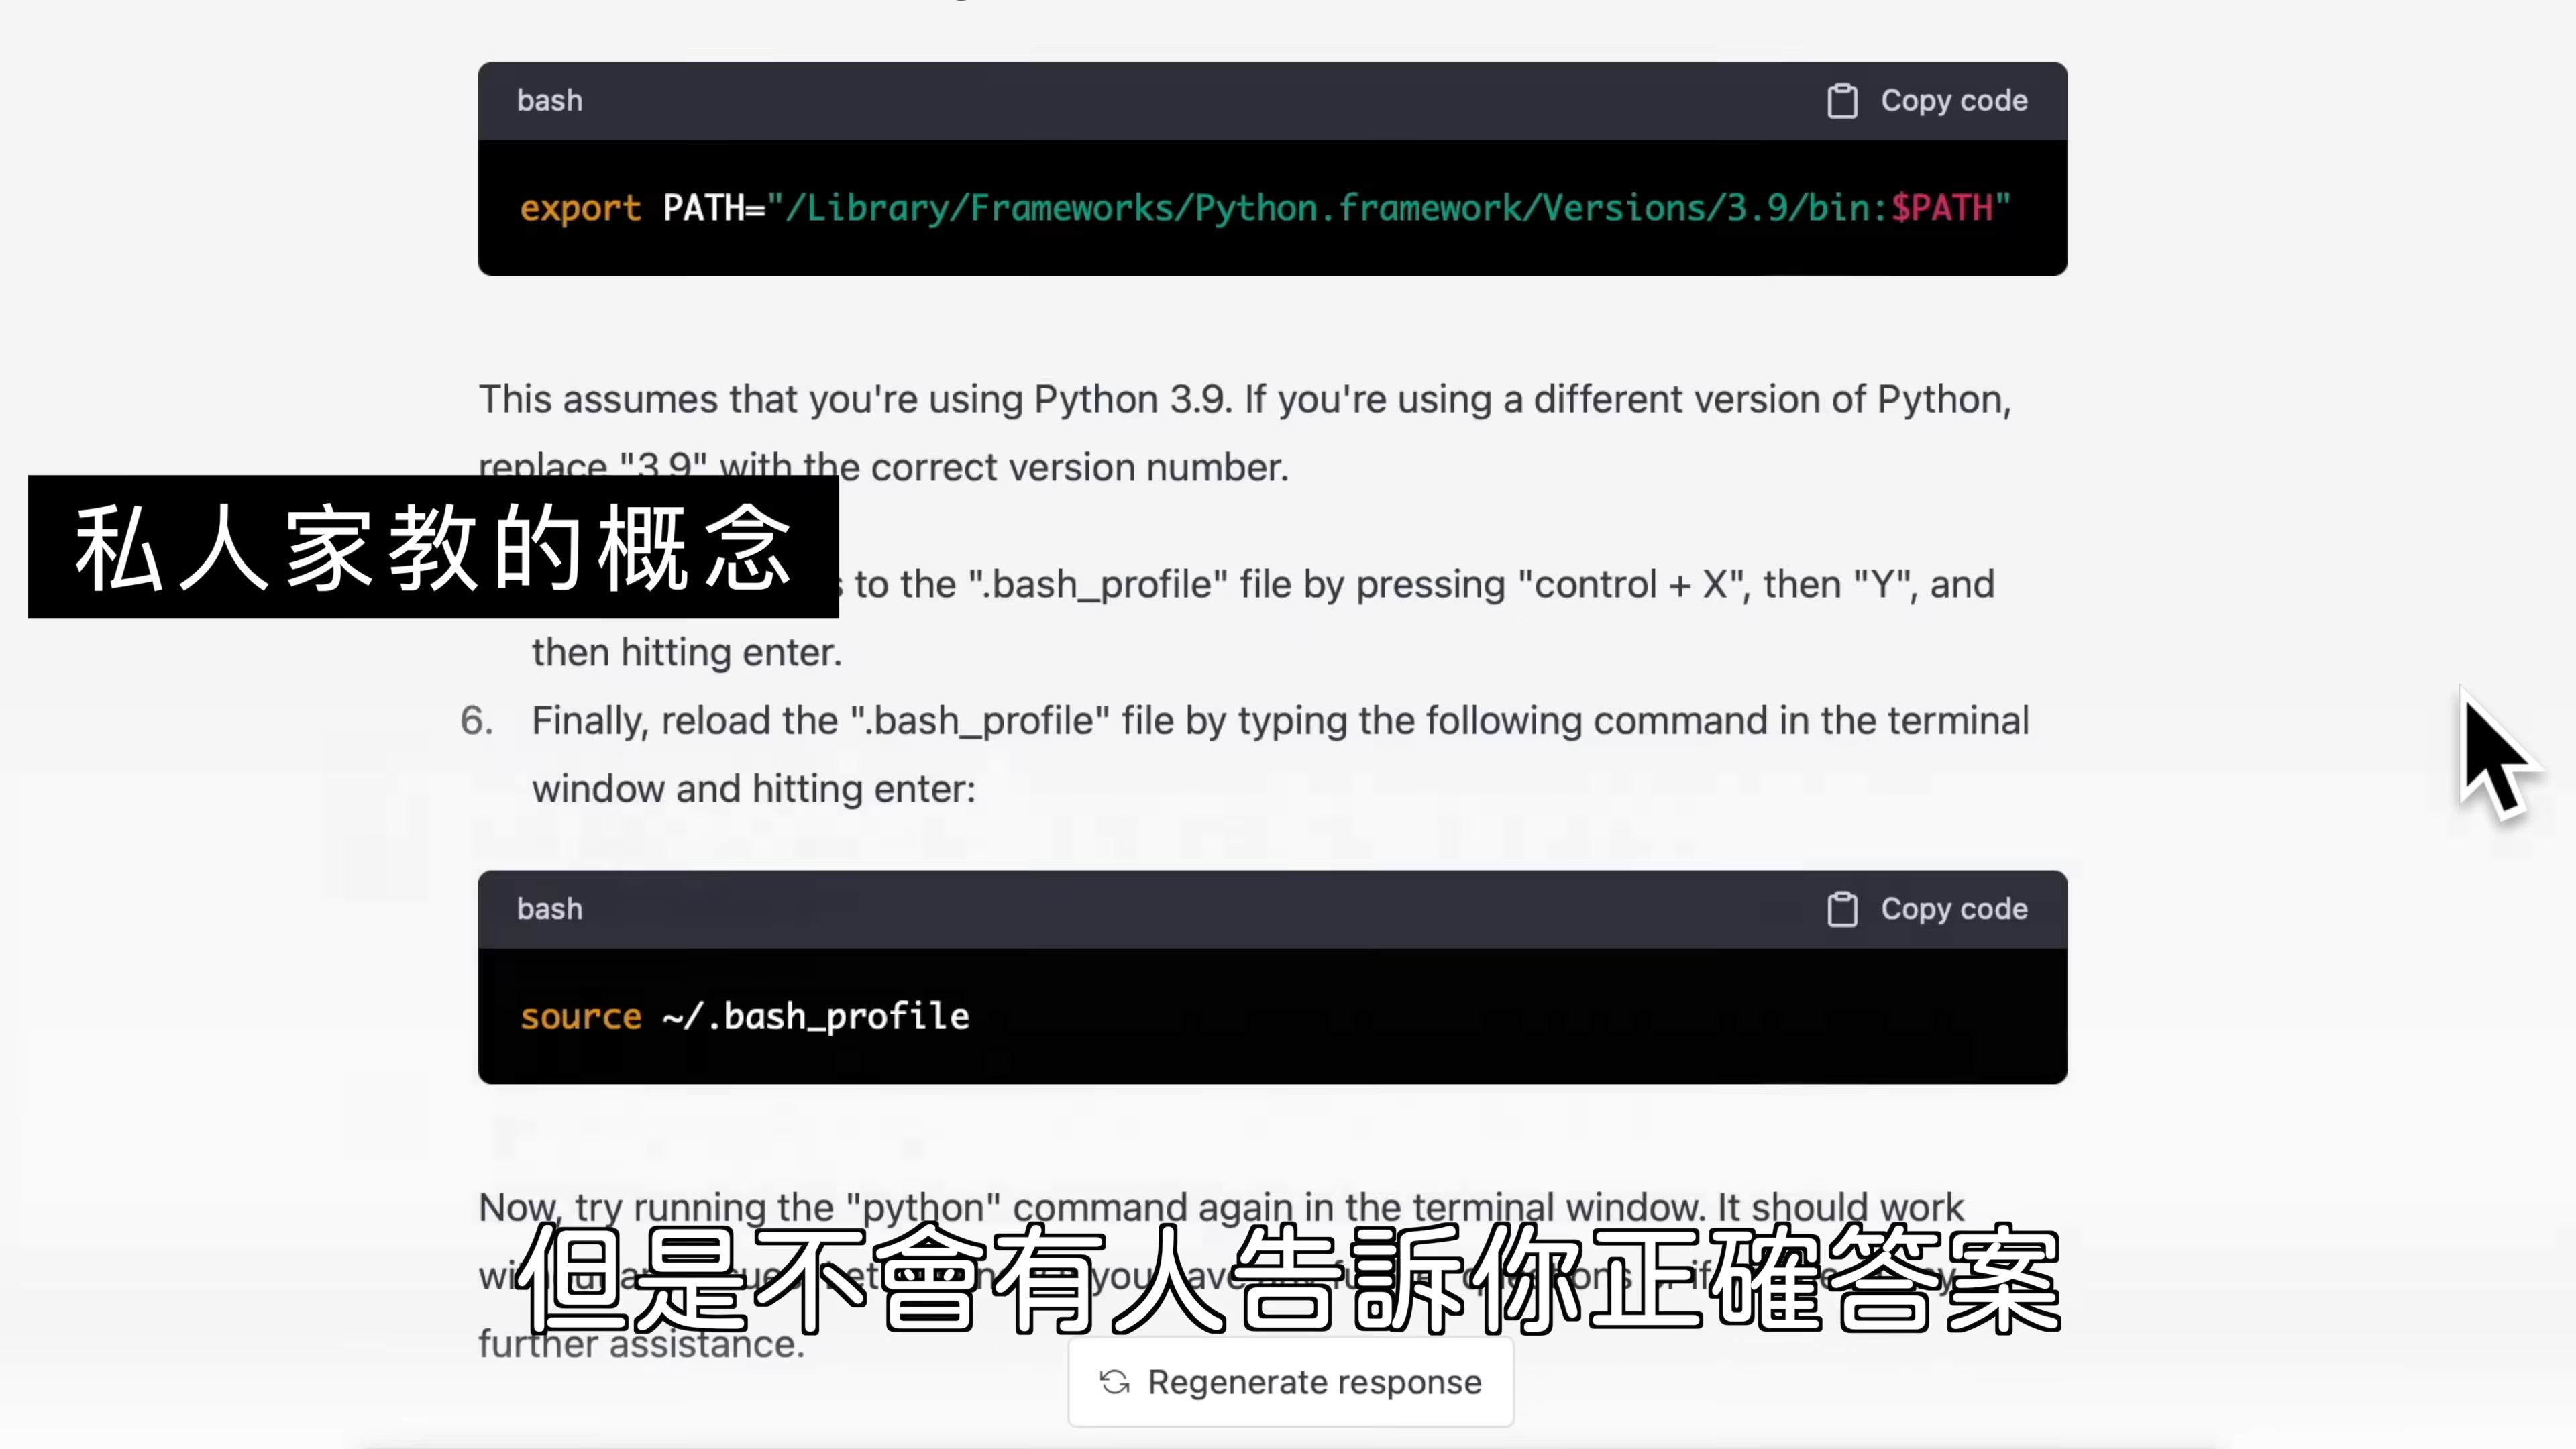 bash
Copy code
export PATH="/Library/Frameworks/Python.framework/Versions/3.9/bin:$PATH"
This assumes that you're using Python 3.9. If you're using a different version of Python,
replace "3.9" with the correct version number.
私人家教的概念
to the ".bash_profile" file by pressing "control + X", then "Y", and
then hitting enter.
6. Finally, reload the ".bash_profile" file by typing the following command in the terminal
window and hitting enter:
bash
Copy code
source ~/.bash_profile
Now, try running the "python" command again in the terminal window. It should work
但是不會有人告訴你正確答案
further assistance.
Regenerate response